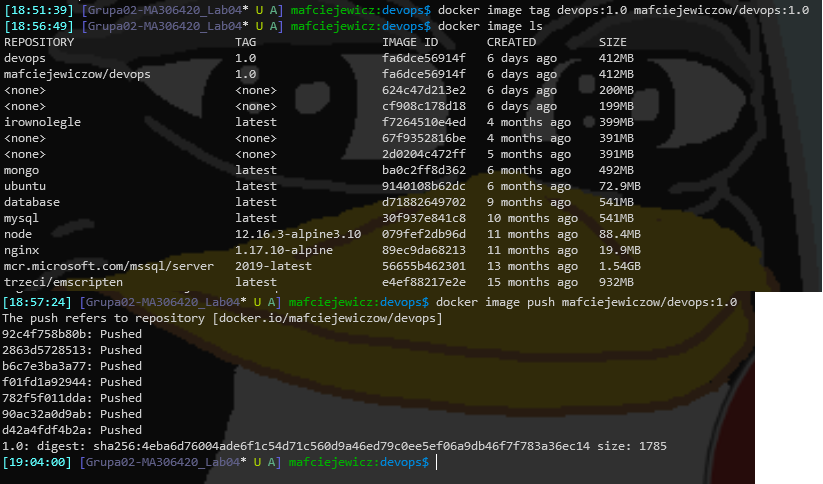 [18:51:39] [Grupa02-MA306420_Lab04* U A] mafciejewicz:devops$ docker image tag devops:1.0 mafciejewiczow/devops:1.0
[18:56:49] [Grupa02-MA306420_Lab04* U A] mafciejewicz:devops$ docker image ls
REPOSITORY TAG IMAGE ID CREATED SIZE
devops 1.0 fa6dce56914f 6 days ago 412MB
mafciejewiczow/devops 1.0 fa6dce56914f 6 days ago 412MB
<none> <none> 624c47d213e2 6 days ago 200MB
<none> <none> cf908c178d18 6 days ago 199MB
irownolegle latest f7264510e4ed 4 months ago 399MB
<none> <none> 67f9352816be 4 months ago 391MB
<none> <none> 2d0204c472ff 5 months ago 391MB
mongo latest ba0c2ff8d362 6 months ago 492MB
ubuntu latest 9140108b62dc 6 months ago 72.9MB
database latest d71882649702 9 months ago 541MB
mysql latest 30f937e841c8 10 months ago 541MB
node 12.16.3-alpine3.10 079fef2db96d 11 months ago 88.4MB
nginx 1.17.10-alpine 89ec9da68213 11 months ago 19.9MB
mcr.microsoft.com/mssql/server 2019-latest 56655b462301 13 months ago 1.54GB
trzeci/emscripten latest e4ef88217e2e 15 months ago 932MB
[18:57:24] [Grupa02-MA306420_Lab04* U A] mafciejewicz:devops$ docker image push mafciejewiczow/devops:1.0
The push refers to repository [docker.io/mafciejewiczow/devops]
92c4f758b80b: Pushed
2863d5728513: Pushed
b6c7e3ba3a77: Pushed
f01fd1a92944: Pushed
782f5f011dda: Pushed
90ac32a0d9ab: Pushed
d42a4fdf4b2a: Pushed
1.0: digest: sha256:4eba6d76004ade6f1c54d71c560d9a46ed79c0ee5ef06a9db46f7f783a36ec14 size: 1785
[19:04:00] [Grupa02-MA306420_Lab04* U A] mafciejewicz:devops$